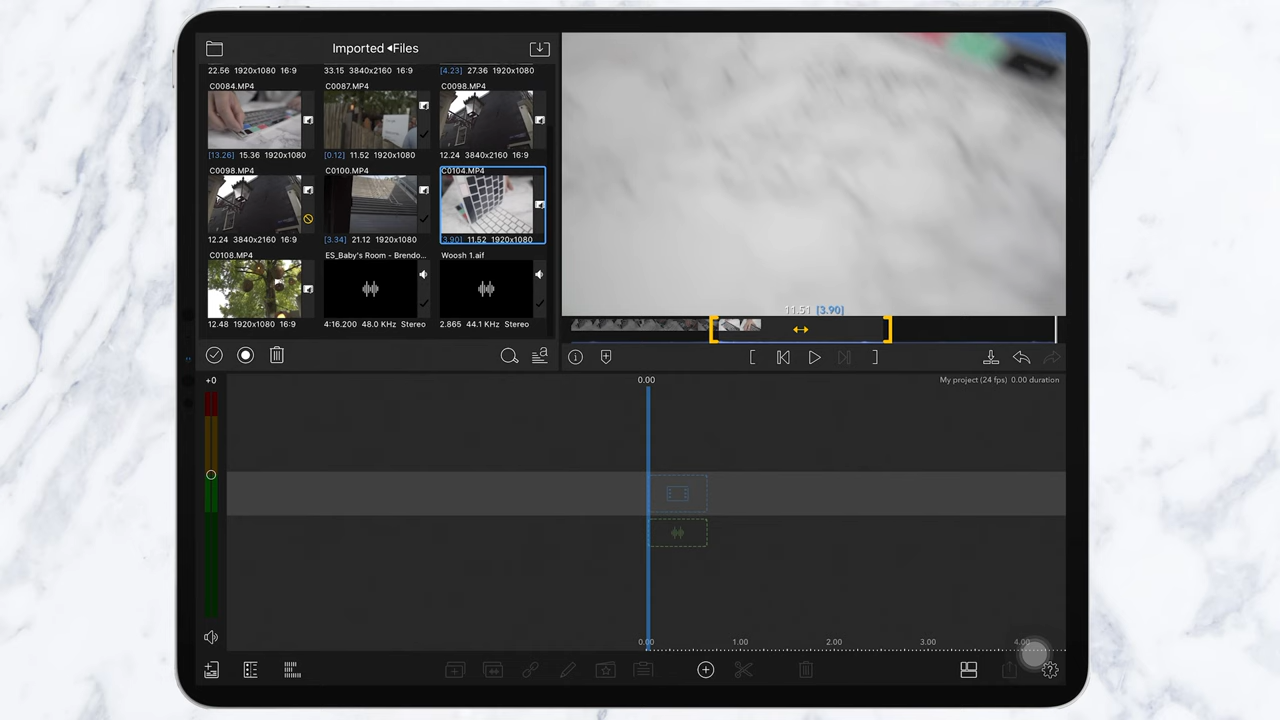 Imported ◂Files
22.56 1920x1080 16:9
33.15 3840x2160 16:9
[4.23] 27.36 1920x1080
C0084.MP4
C0087.MP4
C0098.MP4
[13.26] 15.36 1920x1080
[0.12] 11.52 1920x1080
12.24 3840x2160 16:9
C0098.MP4
C0100.MP4
C0104.MP4
12.24 3840x2160 16:9
[3.34] 21.12 1920x1080
[3.90] 11.52 1920x1080
C0108.MP4
ES_Baby's Room - Brendo...
Woosh 1.aif
12.48 1920x1080 16:9
4:16.200 48.0 KHz Stereo
2.865 44.1 KHz Stereo
11.51 [3.90]
+0
0.00
My project (24 fps) 0.00 duration
0.00 1.00 2.00 3.00 4.00